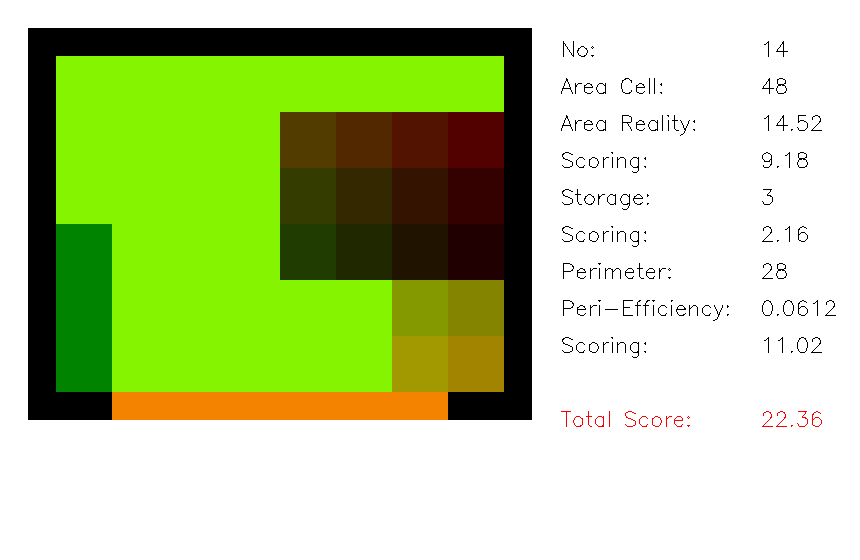 No: 14
Area Cell: 48
Area Reality: 14.52
Scoring: 9.18
Storage: 3
Scoring: 2.16
Perimeter: 28
Peri-Efficiency: 0.0612
Scoring: 11.02
Total Score: 22.36